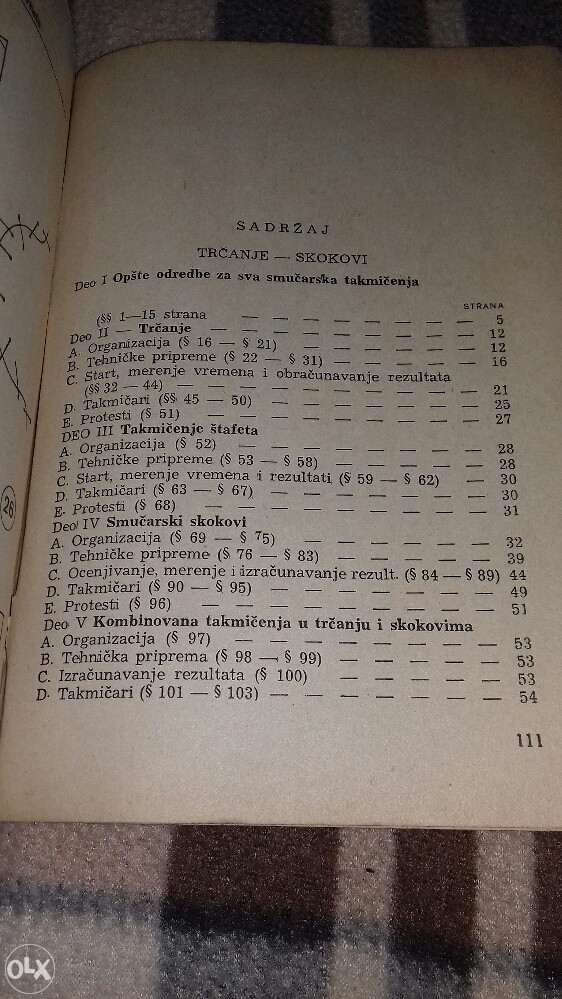 SADRŽAJ
TRČANJE — SKOKOVI
Deo I Opšte odredbe za sva smučarska takmičenja
STRANA
(§§ 1—15 strana — — — — — — — 5
Deo II — Trčanje — — — — — — — — 12
A. Organizacija (§ 16 — § 21) — — — — — — 12
B. Tehničke pripreme (§ 22 — § 31) — — — — 16
C. Start, merenje vremena i obračunavanje rezultata
(§§ 32 — 44) — — — — — — — — 21
D. Takmičari (§§ 45 — 50) — — — — — — 25
E. Protesti (§ 51) — — — — — — — — 27
DEO III Takmičenje štafeta
A. Organizacija (§ 52) — — — — — — — 28
B. Tehničke pripreme (§ 53 — § 58) — — — — 28
C. Start, merenje vremena i rezultati (§ 59 — § 62) — 30
D. Takmičari (§ 63 — § 67) — — — — — — 30
E. Protesti (§ 68) — — — — — — — — 31
Deo IV Smučarski skokovi
A. Organizacija (§ 69 — § 75) — — — — — 32
B. Tehničke pripreme (§ 76 — § 83) — — — — 39
C. Ocenjivanje, merenje i izračunavanje rezult. (§ 84 — § 89) 44
D. Takmičari (§ 90 — § 95) — — — — — — 49
E. Protesti (§ 96) — — — — — — — — 51
Deo V Kombinovana takmičenja u trčanju i skokovima
A. Organizacija (§ 97) — — — — — — — 53
B. Tehnička priprema (§ 98 — § 99) — — — — 53
C. Izračunavanje rezultata (§ 100) — — — — — 53
D. Takmičari (§ 101 — § 103) — — — — — — 54
111
26
OLX